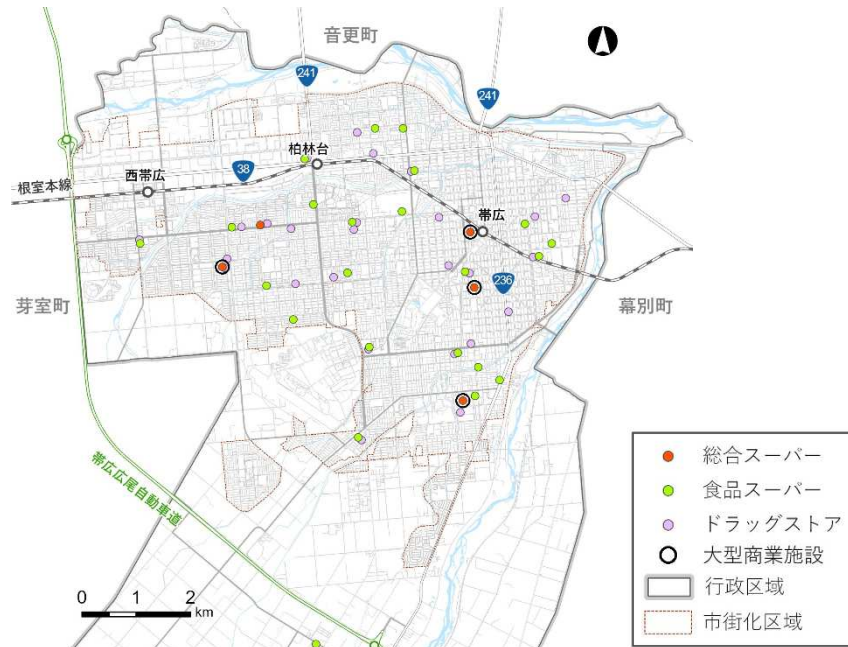 音更町
241
241
柏林台
38
西帯広
根室本線
帯広
236
芽室町
幕別町
帯広広尾自動車道
0 1 2
km
総合スーパー
食品スーパー
ドラッグストア
大型商業施設
行政区域
市街化区域